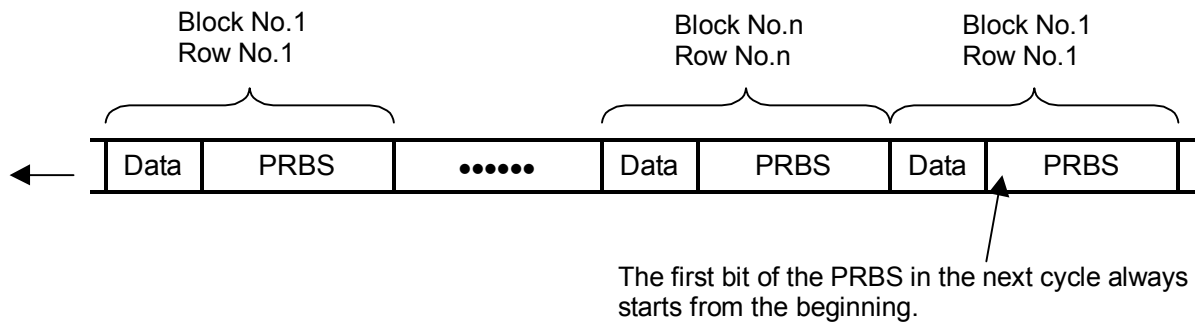 Block No.1
Row No.1
Block No.n
Row No.n
Block No.1
Row No.1
Data PRBS •••••• Data PRBS Data PRBS
The first bit of the PRBS in the next cycle always
starts from the beginning.